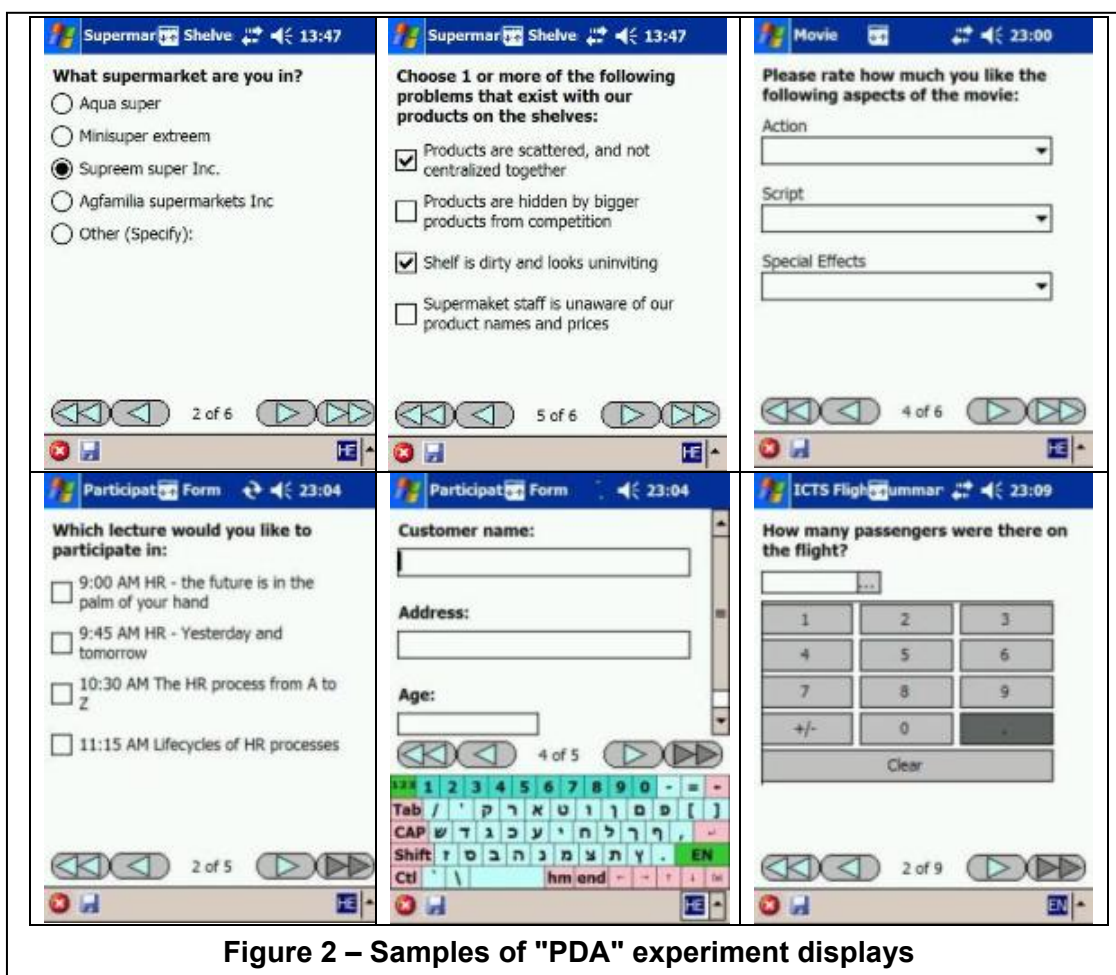 Supermar Shelve 13:47
What supermarket are you in?
Aqua super
Minisuper extreem
Supreem super Inc.
Agfamilia supermarkets Inc
Other (Specify):
2 of 6
HE
Supermar Shelve 13:47
Choose 1 or more of the following
problems that exist with our
products on the shelves:
Products are scattered, and not
centralized together
Products are hidden by bigger
products from competition
Shelf is dirty and looks uninviting
Supermaket staff is unaware of our
product names and prices
5 of 6
HE
Movie 23:00
Please rate how much you like the
following aspects of the movie:
Action
Script
Special Effects
4 of 6
HE
Participat Form 23:04
Which lecture would you like to
participate in:
9:00 AM HR - the future is in the
palm of your hand
9:45 AM HR - Yesterday and
tomorrow
10:30 AM The HR process from A to
Z
11:15 AM Lifecycles of HR processes
2 of 5
HE
Participat Form 23:04
Customer name:
Address:
Age:
4 of 5
123 1 2 3 4 5 6 7 8 9 0 - =
Tab / ' ק ר א ט ו ן ם פ [ ]
CAP ש ד ג כ ע י ח ל ך ף ,
Shift ז ס ב ה נ מ צ ת ץ . EN
Ctl ` \ hm end
HE
ICTS Fligh ummar 23:09
How many passengers were there on
the flight?
...
1 2 3
4 5 6
7 8 9
+/- 0 .
Clear
2 of 9
EN
Figure 2 – Samples of "PDA" experiment displays